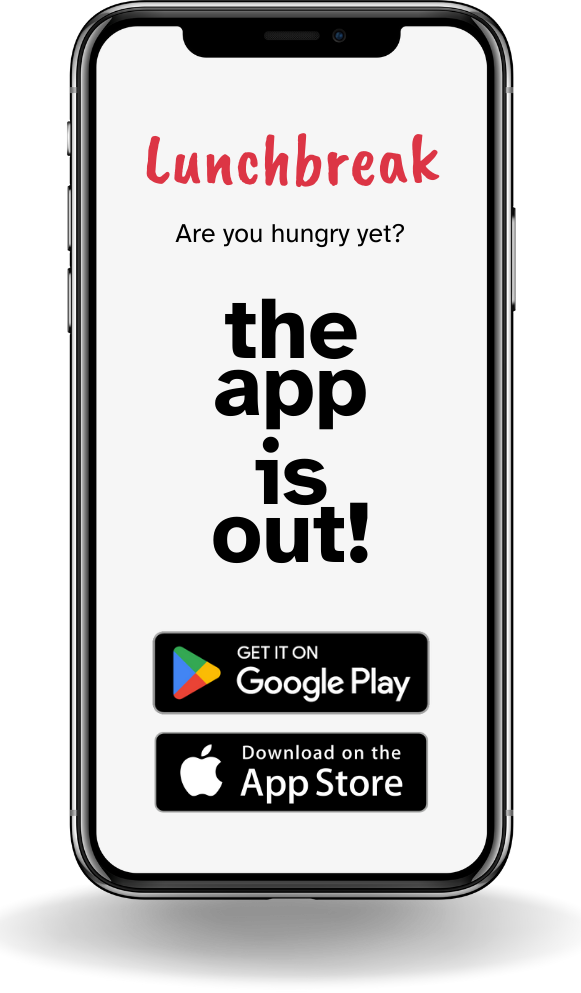 Lunchbreak
Are you hungry yet?
the
app
is
out!
GET IT ON
Google Play
Download on the
App Store